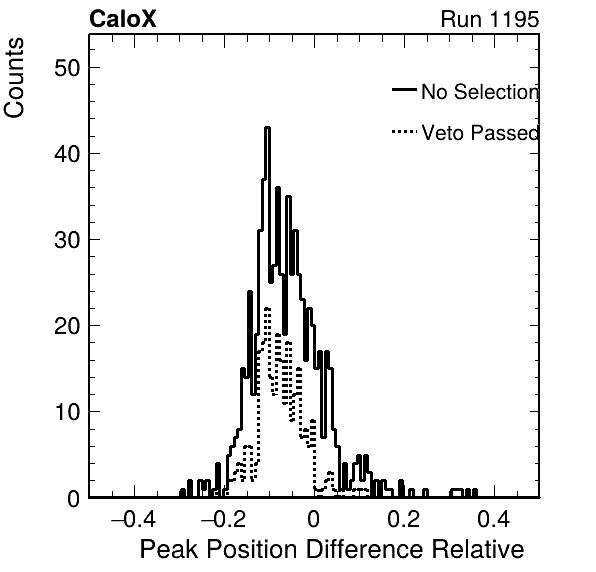 CaloX Run 1195
Counts
50
40
30
20
10
0
No Selection
Veto Passed
−0.4 −0.2 0 0.2 0.4
Peak Position Difference Relative